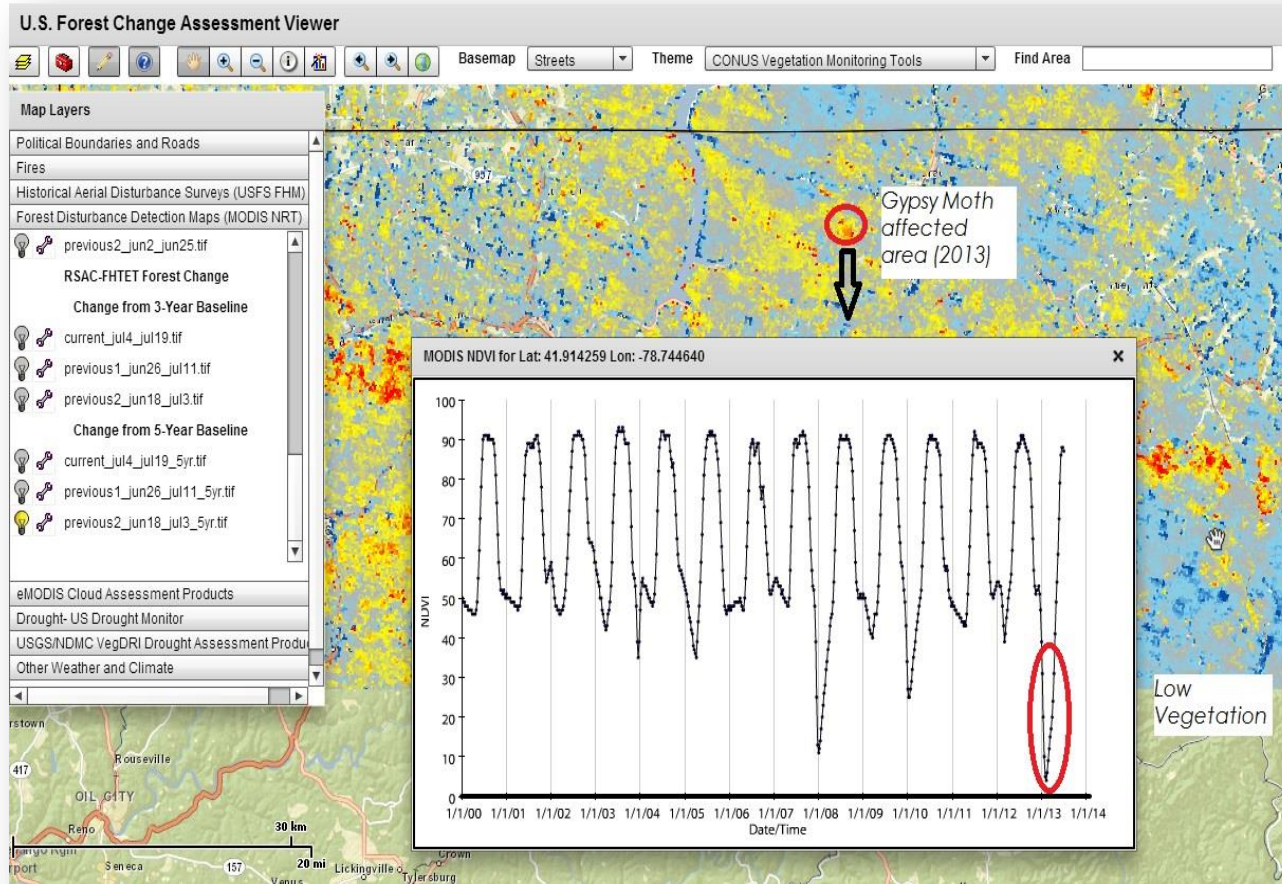 U.S. Forest Change Assessment Viewer
Basemap Streets Theme CONUS Vegetation Monitoring Tools Find Area
Map Layers
Political Boundaries and Roads
Fires
Historical Aerial Disturbance Surveys (USFS FHM)
Forest Disturbance Detection Maps (MODIS NRT)
previous2_jun2_jun25.tif
RSAC-FHTET Forest Change
Change from 3-Year Baseline
current_jul4_jul19.tif
previous1_jun26_jul11.tif
previous2_jun18_jul3.tif
Change from 5-Year Baseline
current_jul4_jul19_5yr.tif
previous1_jun26_jul11_5yr.tif
previous2_jun18_jul3_5yr.tif
eMODIS Cloud Assessment Products
Drought- US Drought Monitor
USGS/NDMC VegDRI Drought Assessment Produ
Other Weather and Climate
957
Gypsy Moth
affected
area (2013)
MODIS NDVI for Lat: 41.914259 Lon: -78.744640
100
90
80
70
60
50
40
30
20
10
0
NDVI
1/1/00 1/1/01 1/1/02 1/1/03 1/1/04 1/1/05 1/1/06 1/1/07 1/1/08 1/1/09 1/1/10 1/1/11 1/1/12 1/1/13 1/1/14
Date/Time
Low
Vegetation
rstown
Rouseville
417
OIL CITY
Reno
30 km
20 mi
rport
Seneca
157
Venus
Lickingville
Tylersburg
Crown